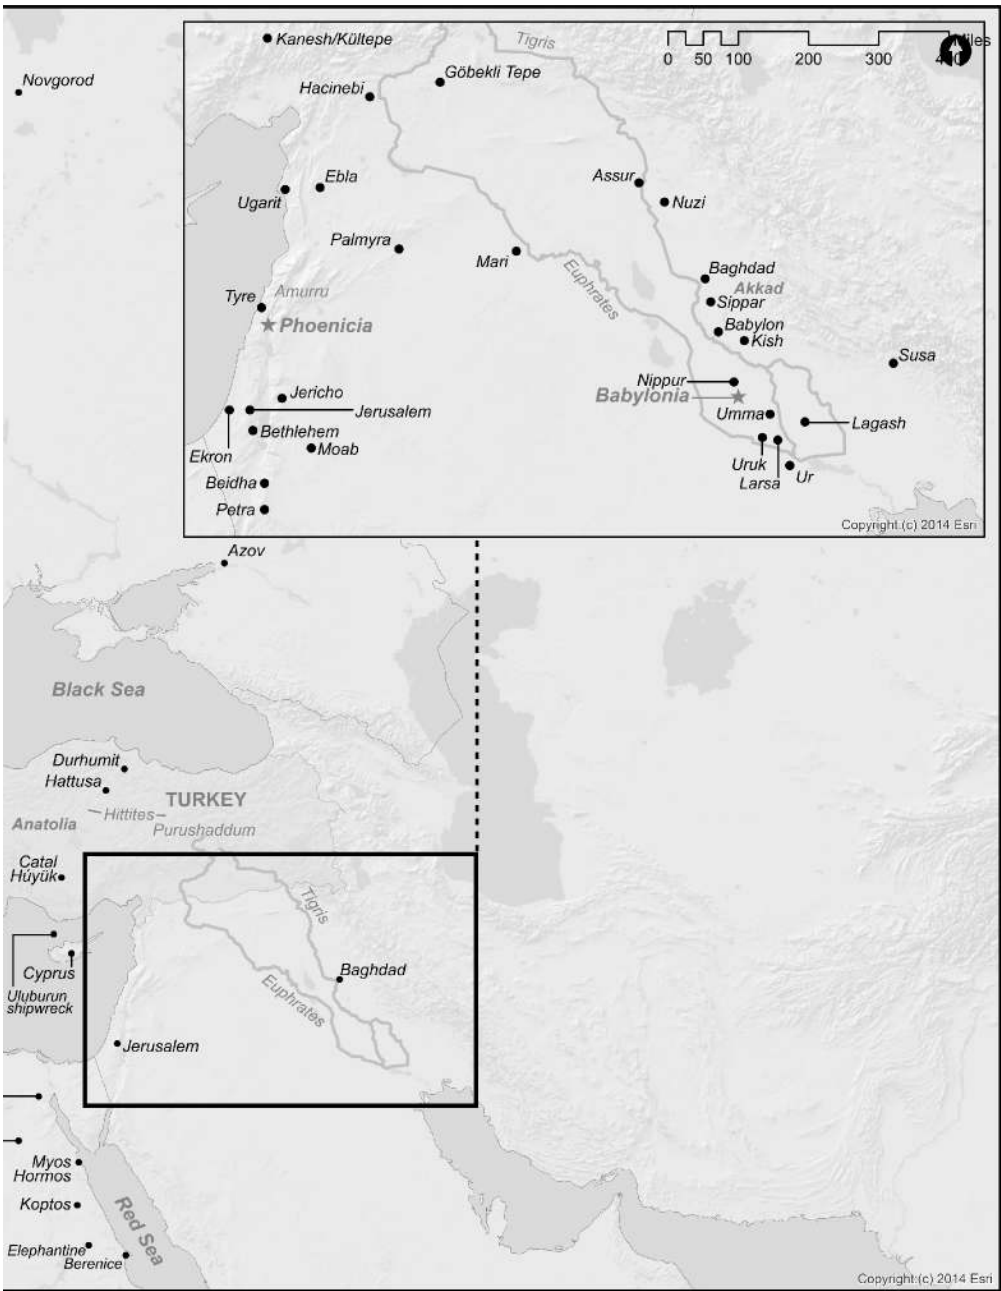 Kanesh/Kültepe
Tigris
Miles
0 50 100 200 300 400
Novgorod
Göbekli Tepe
Hacinebi
Assur
Ebla
Ugarit
Nuzi
Palmyra
Mari
Euphrates
Baghdad
Akkad
Sippar
Tyre
Amurru
Phoenicia
Babylon
Kish
Susa
Nippur
Babylonia
Jericho
Jerusalem
Umma
Lagash
Bethlehem
Moab
Ekron
Uruk
Larsa
Ur
Beidha
Petra
Copyright:(c) 2014 Esri
Azov
Black Sea
Durhumit
Hattusa
TURKEY
Hittites
Anatolia
Purushaddum
Catal
Hüyük
Tigris
Cyprus
Baghdad
Uluburun
shipwreck
Euphrates
Jerusalem
Myos
Hormos
Koptos
Red Sea
Elephantine
Berenice
Copyright:(c) 2014 Esri